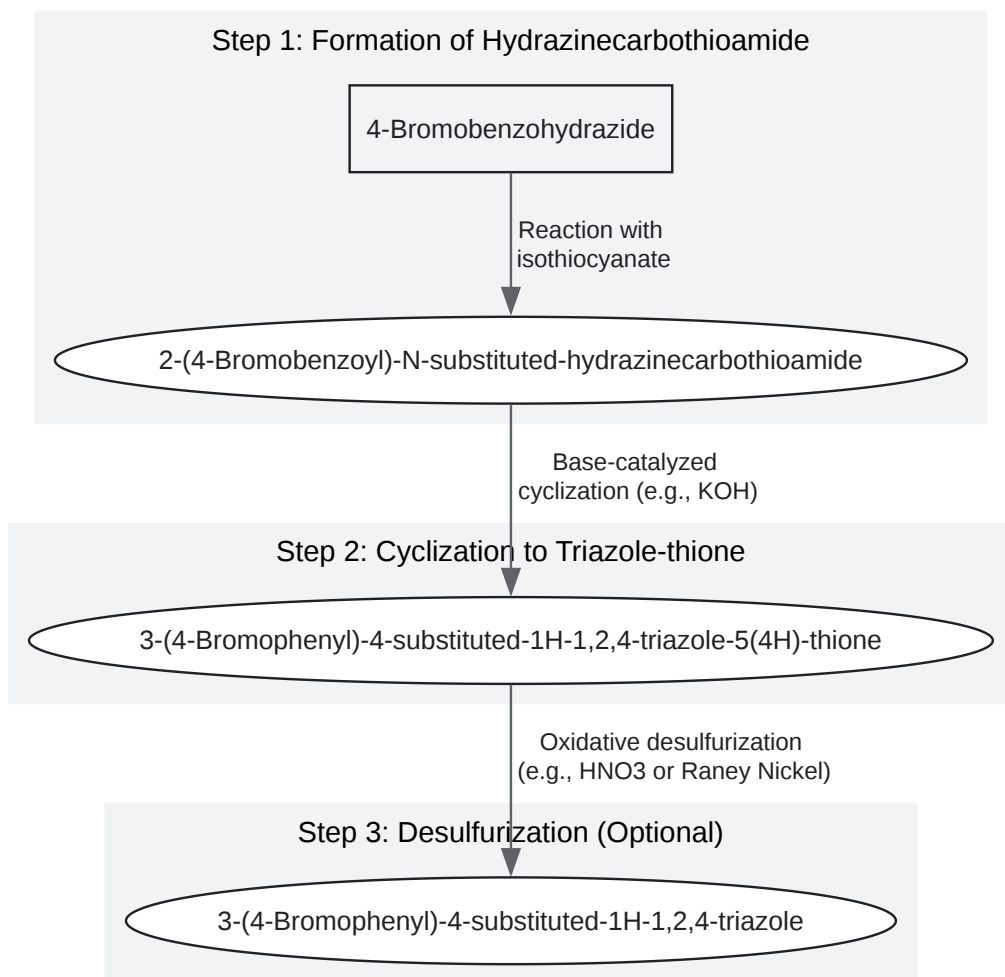 Step 1: Formation of Hydrazinecarbothioamide
4-Bromobenzohydrazide
Reaction with
isothiocyanate
2-(4-Bromobenzoyl)-N-substituted-hydrazinecarbothioamide
Base-catalyzed
cyclization (e.g., KOH)
Step 2: Cyclization to Triazole-thione
3-(4-Bromophenyl)-4-substituted-1H-1,2,4-triazole-5(4H)-thione
Oxidative desulfurization
(e.g., HNO3 or Raney Nickel)
Step 3: Desulfurization (Optional)
3-(4-Bromophenyl)-4-substituted-1H-1,2,4-triazole